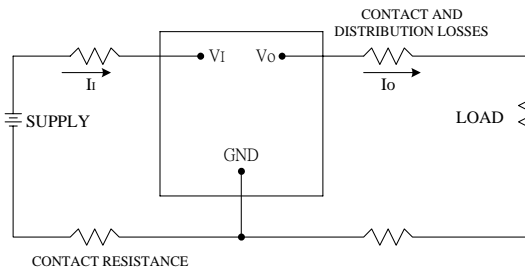 CONTACT AND
DISTRIBUTION LOSSES
VI
VO
II
IO
SUPPLY
LOAD
GND
CONTACT RESISTANCE